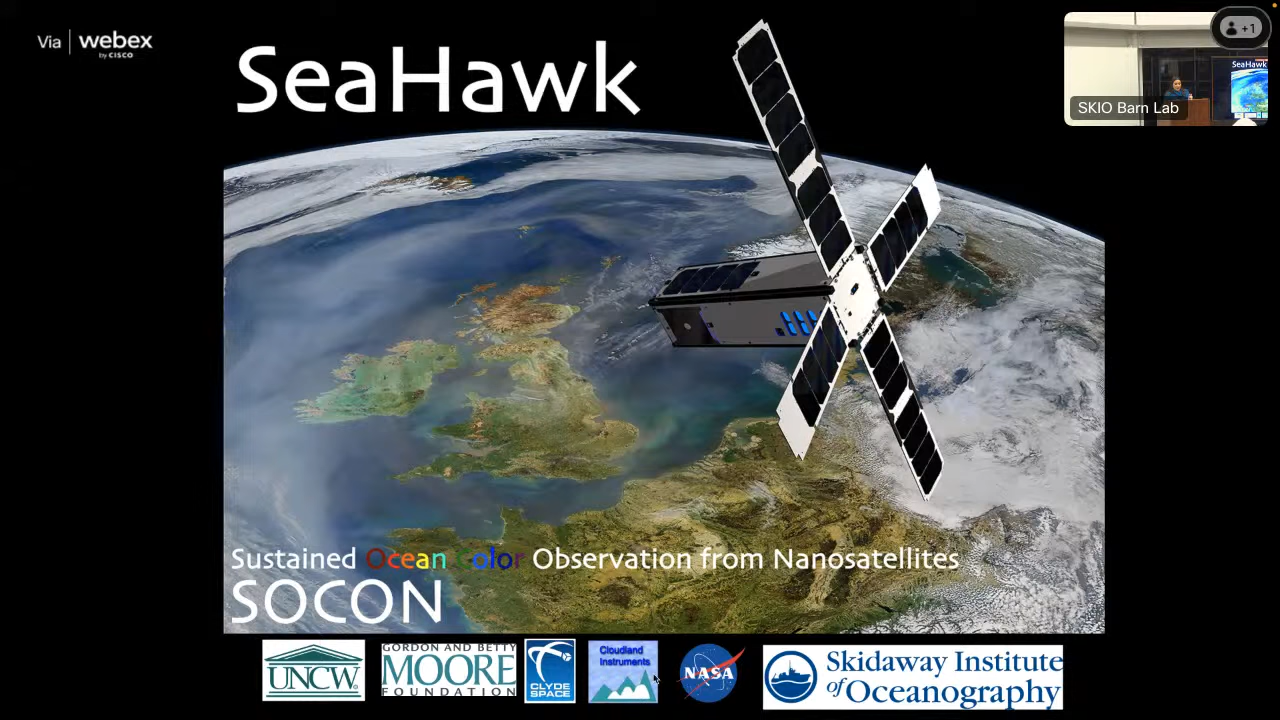 Via webex
by CISCO
+1
SeaHawk
SeaHawk
SKIO Barn Lab
Sustained Ocean Color Observation from Nanosatellites
SOCON
UNCW
GORDON AND BETTY
MOORE
FOUNDATION
CLYDE
SPACE
Cloudland
Instruments
NASA
Skidaway Institute
of Oceanography